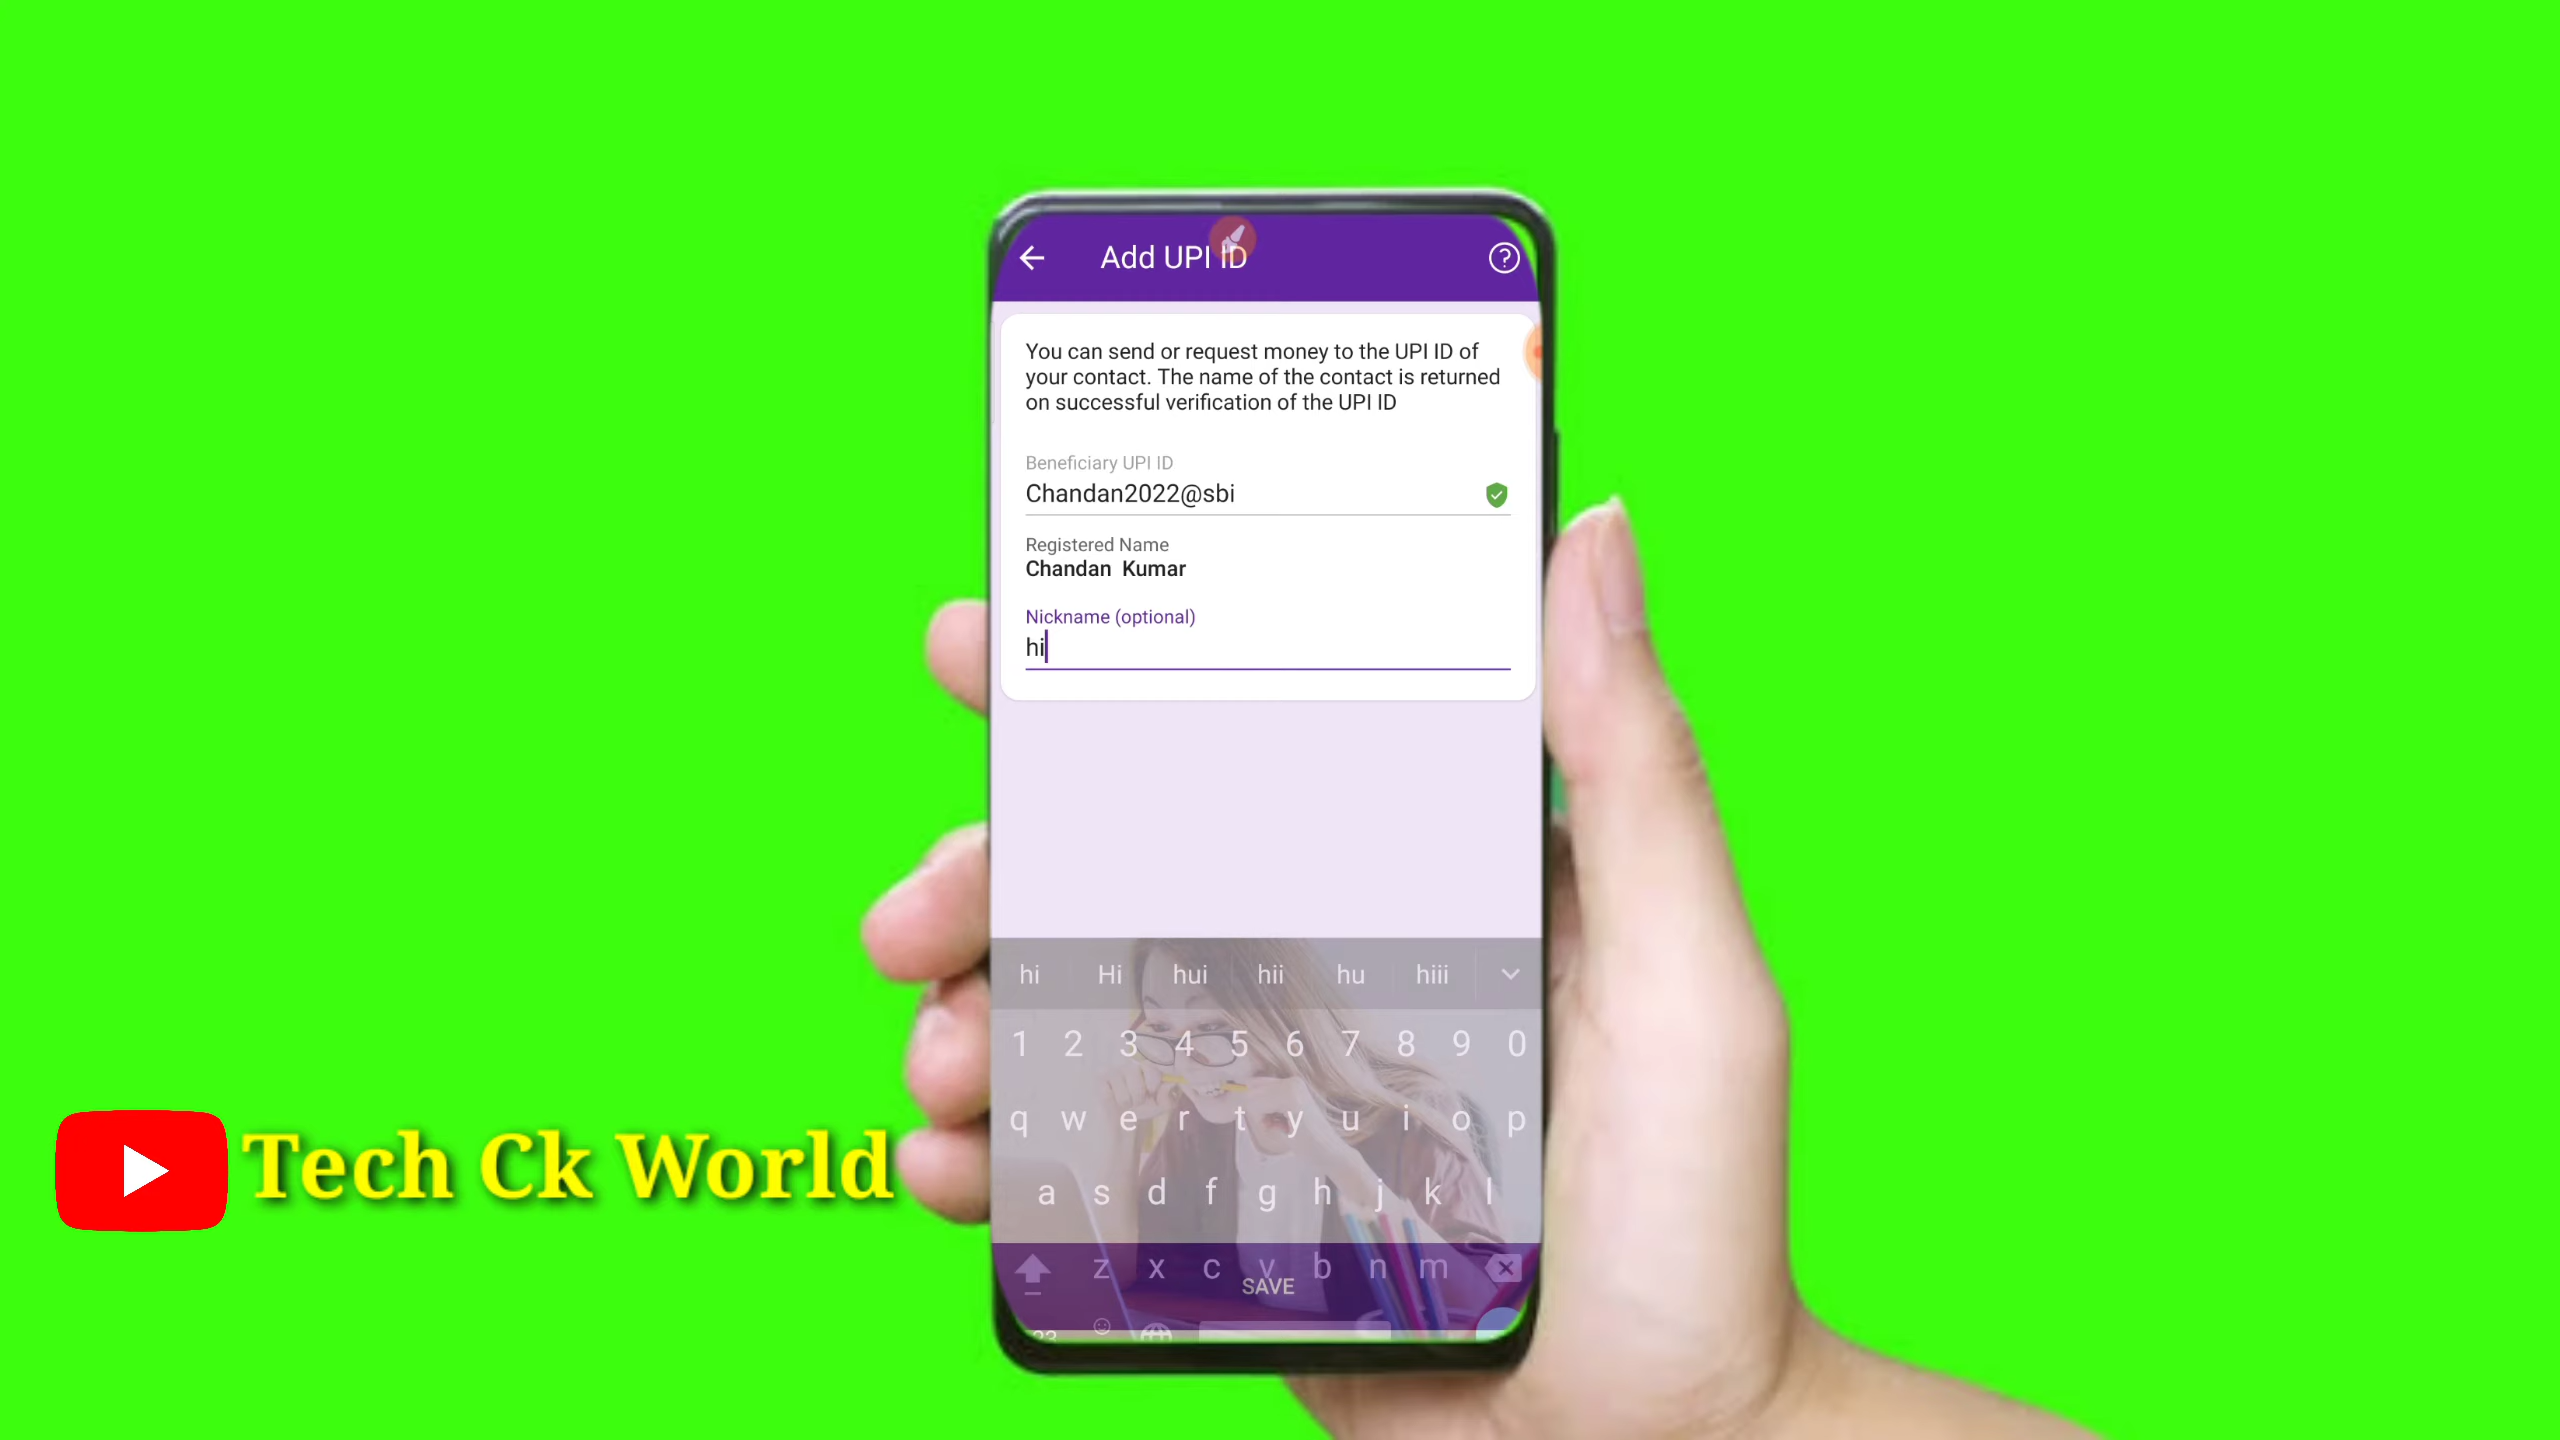 Add UPI ID
You can send or request money to the UPI ID of
your contact. The name of the contact is returned
on successful verification of the UPI ID
Beneficiary UPI ID
Chandan2022@sbi
Registered Name
Chandan Kumar
Nickname (optional)
hi
hi Hi hui hii hu hiii
1 2 3 4 5 6 7 8 9 0
q w e r t y u i o p
a s d f g h j k l
z x c v b n m
SAVE
Tech Ck World